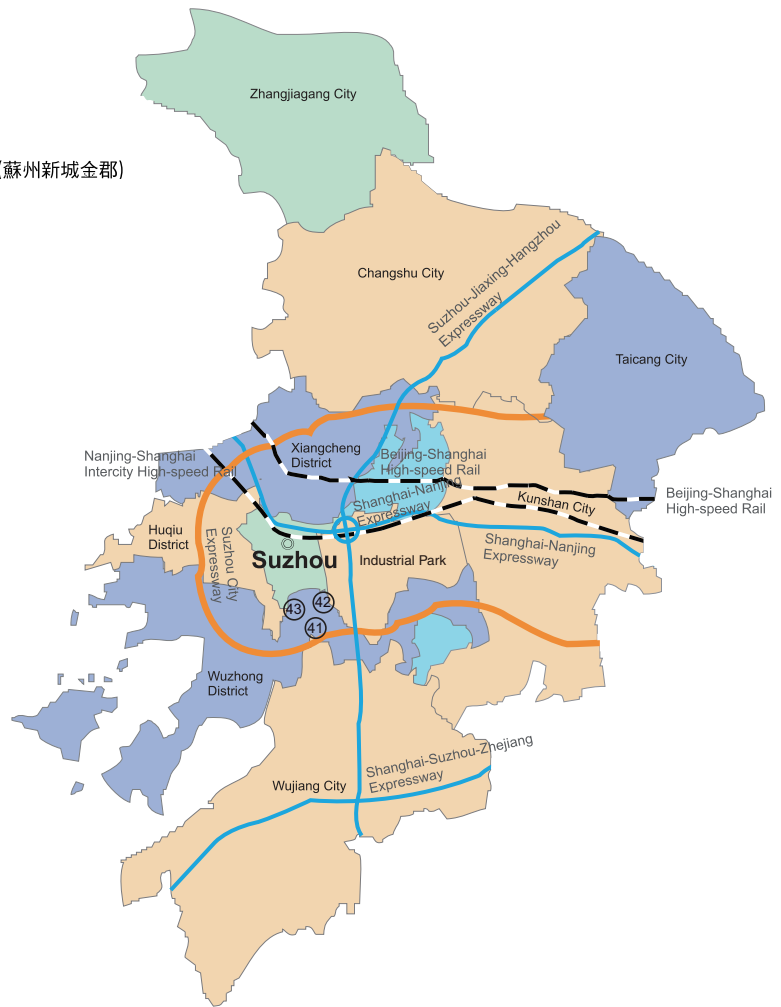 Zhangjiagang City
(蘇州新城金郡)
Changshu City
Suzhou-Jiaxing-Hangzhou
Expressway
Taicang City
Nanjing-Shanghai
Intercity High-speed Rail
Xiangcheng
District
Beijing-Shanghai
High-speed Rail
Shanghai-Nanjing
Expressway
Kunshan City
Beijing-Shanghai
High-speed Rail
Huqiu
District
Suzhou City
Expressway
Suzhou
Industrial Park
Shanghai-Nanjing
Expressway
43
42
41
Wuzhong
District
Shanghai-Suzhou-Zhejiang
Expressway
Wujiang City